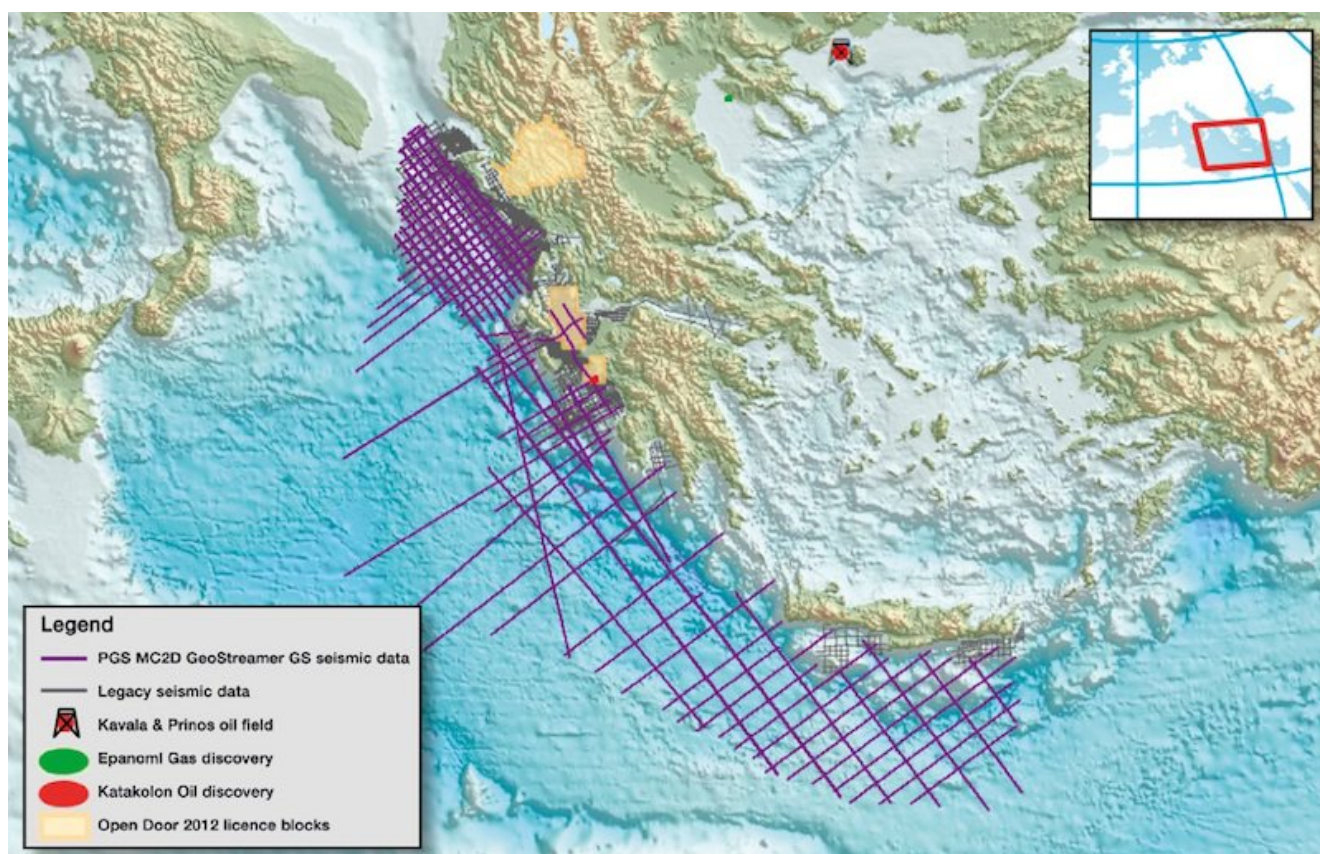 Legend
PGS MC2D GeoStreamer GS seismic data
Legacy seismic data
Kavala & Prinos oil field
Epanoml Gas discovery
Katakolon Oil discovery
Open Door 2012 licence blocks